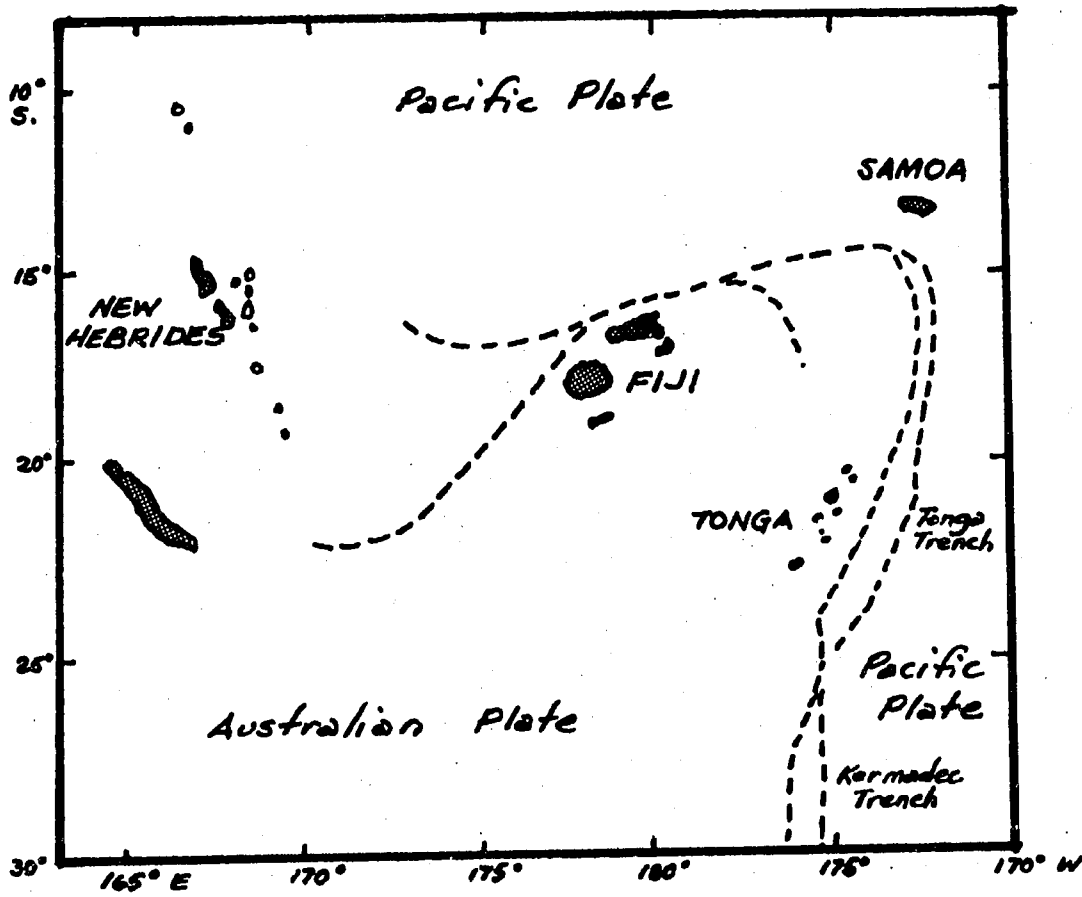 Pacific Plate
10°
S.
SAMOA
15°
NEW
HEBRIDES
FIJI
20°
TONGA
Tonga
Trench
25°
Pacific
Plate
Australian Plate
Kermadec
Trench
30°
165° E
170°
175°
180°
175°
170° W